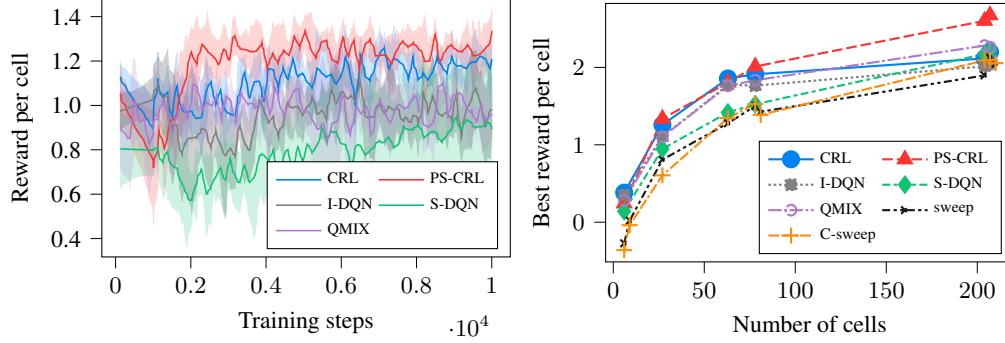 Reward per cell
1.4
1.2
1.0
0.8
0.6
0.4
CRL PS-CRL
I-DQN S-DQN
QMIX
0 0.2 0.4 0.6 0.8 1
Training steps
·10⁴
Best reward per cell
2
1
0
CRL PS-CRL
I-DQN S-DQN
QMIX sweep
C-sweep
0 50 100 150 200
Number of cells